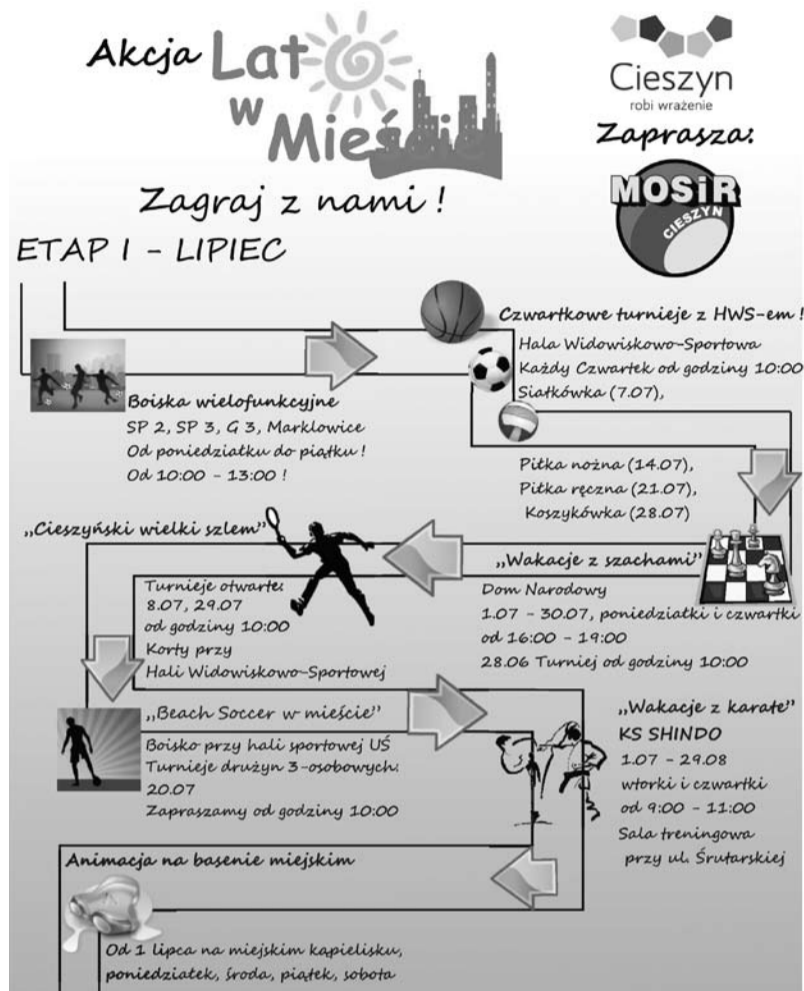 Akcja Lato
w
Mieście
Cieszyn
robi wrażenie
Zaprasza:
MOSiR
CIESZYN
Zagraj z nami !
ETAP I - LIPIEC
Czwartkowe turnieje z HWS-em !
Hala Widowiskowo-Sportowa
Każdy Czwartek od godziny 10:00
Siatkówka (7.07),
Boiska wielofunkcyjne
SP 2, SP 3, G 3, Marklowice
Od poniedziałku do piątku !
Od 10:00 - 13:00 !
Piłka nożna (14.07),
Piłka ręczna (21.07),
Koszykówka (28.07)
„Cieszyński wielki szlem"
Turnieje otwarte:
8.07, 29.07
od godziny 10:00
Korty przy
Hali Widowiskowo-Sportowej
„Wakacje z szachami"
Dom Narodowy
1.07 - 30.07, poniedziałki i czwartki
od 16:00 - 19:00
28.06 Turniej od godziny 10:00
„Beach Soccer w mieście"
Boisko przy hali sportowej UŚ
Turnieje drużyn 3-osobowych:
20.07
Zapraszamy od godziny 10:00
„Wakacje z karate"
KS SHINDO
1.07 - 29.08
wtorki i czwartki
od 9:00 - 11:00
Sala treningowa
przy ul. Śrutarskiej
Animacja na basenie miejskim
Od 1 lipca na miejskim kąpielisku,
poniedziałek, środa, piątek, sobota